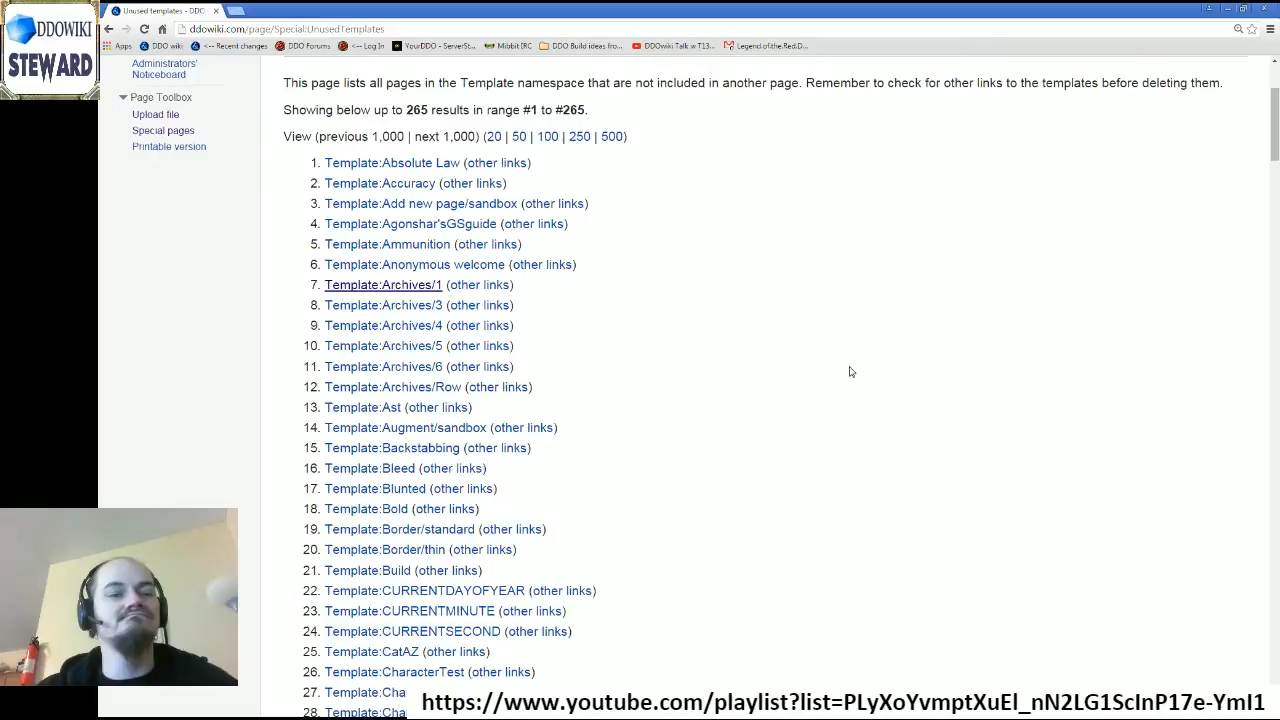 DDOWIKI
STEWARD
Unused templates - DDO
ddowiki.com/page/Special:UnusedTemplates
Apps DDO wiki <-- Recent changes DDO Forums <-- Log In YourDDO - ServerSt... Mibbit IRC DDO Build ideas fro... DDOwiki Talk w T13... Legend.of.the.Red.D...
Administrators'
Noticeboard
Page Toolbox
Upload file
Special pages
Printable version
This page lists all pages in the Template namespace that are not included in another page. Remember to check for other links to the templates before deleting them.
Showing below up to 265 results in range #1 to #265.
View (previous 1,000 | next 1,000) (20 | 50 | 100 | 250 | 500)
1. Template:Absolute Law (other links)
2. Template:Accuracy (other links)
3. Template:Add new page/sandbox (other links)
4. Template:Agonshar'sGSguide (other links)
5. Template:Ammunition (other links)
6. Template:Anonymous welcome (other links)
7. Template:Archives/1 (other links)
8. Template:Archives/3 (other links)
9. Template:Archives/4 (other links)
10. Template:Archives/5 (other links)
11. Template:Archives/6 (other links)
12. Template:Archives/Row (other links)
13. Template:Ast (other links)
14. Template:Augment/sandbox (other links)
15. Template:Backstabbing (other links)
16. Template:Bleed (other links)
17. Template:Blunted (other links)
18. Template:Bold (other links)
19. Template:Border/standard (other links)
20. Template:Border/thin (other links)
21. Template:Build (other links)
22. Template:CURRENTDAYOFYEAR (other links)
23. Template:CURRENTMINUTE (other links)
24. Template:CURRENTSECOND (other links)
25. Template:CatAZ (other links)
26. Template:CharacterTest (other links)
27. Template:Cha
28. Template:Cha
https://www.youtube.com/playlist?list=PLyXoYvmptXuEl_nN2LG1ScInP17e-YmI1